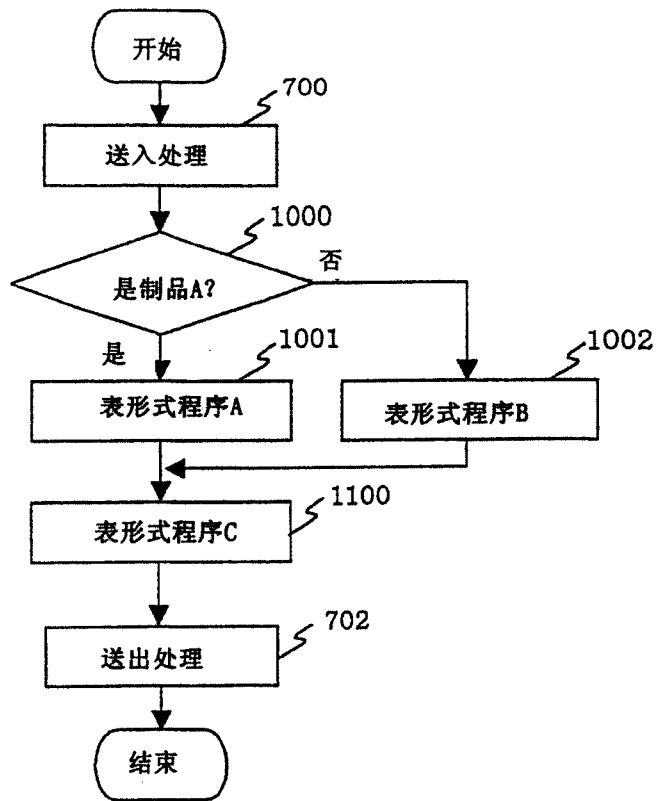 开始
700
送入处理
1000
否
是制品A?
是
1001
1002
表形式程序A
表形式程序B
1100
表形式程序C
702
送出处理
结束